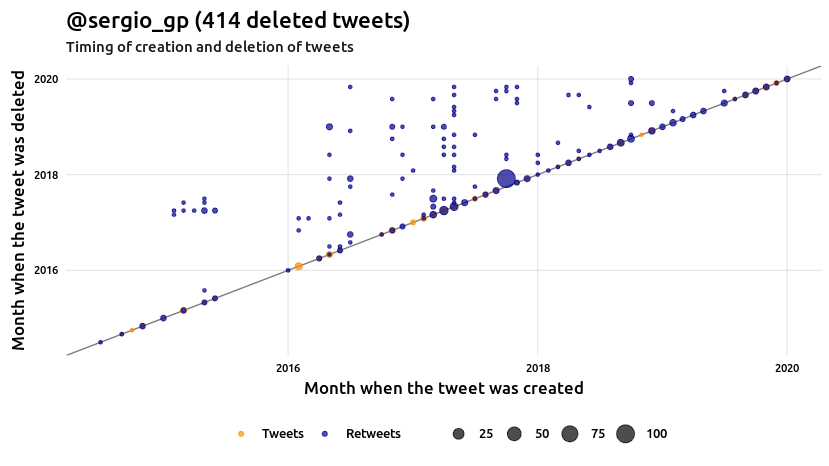 @sergio_gp (414 deleted tweets)
Timing of creation and deletion of tweets
Month when the tweet was deleted
2020
2018
2016
2016 2018 2020
Month when the tweet was created
Tweets Retweets 25 50 75 100